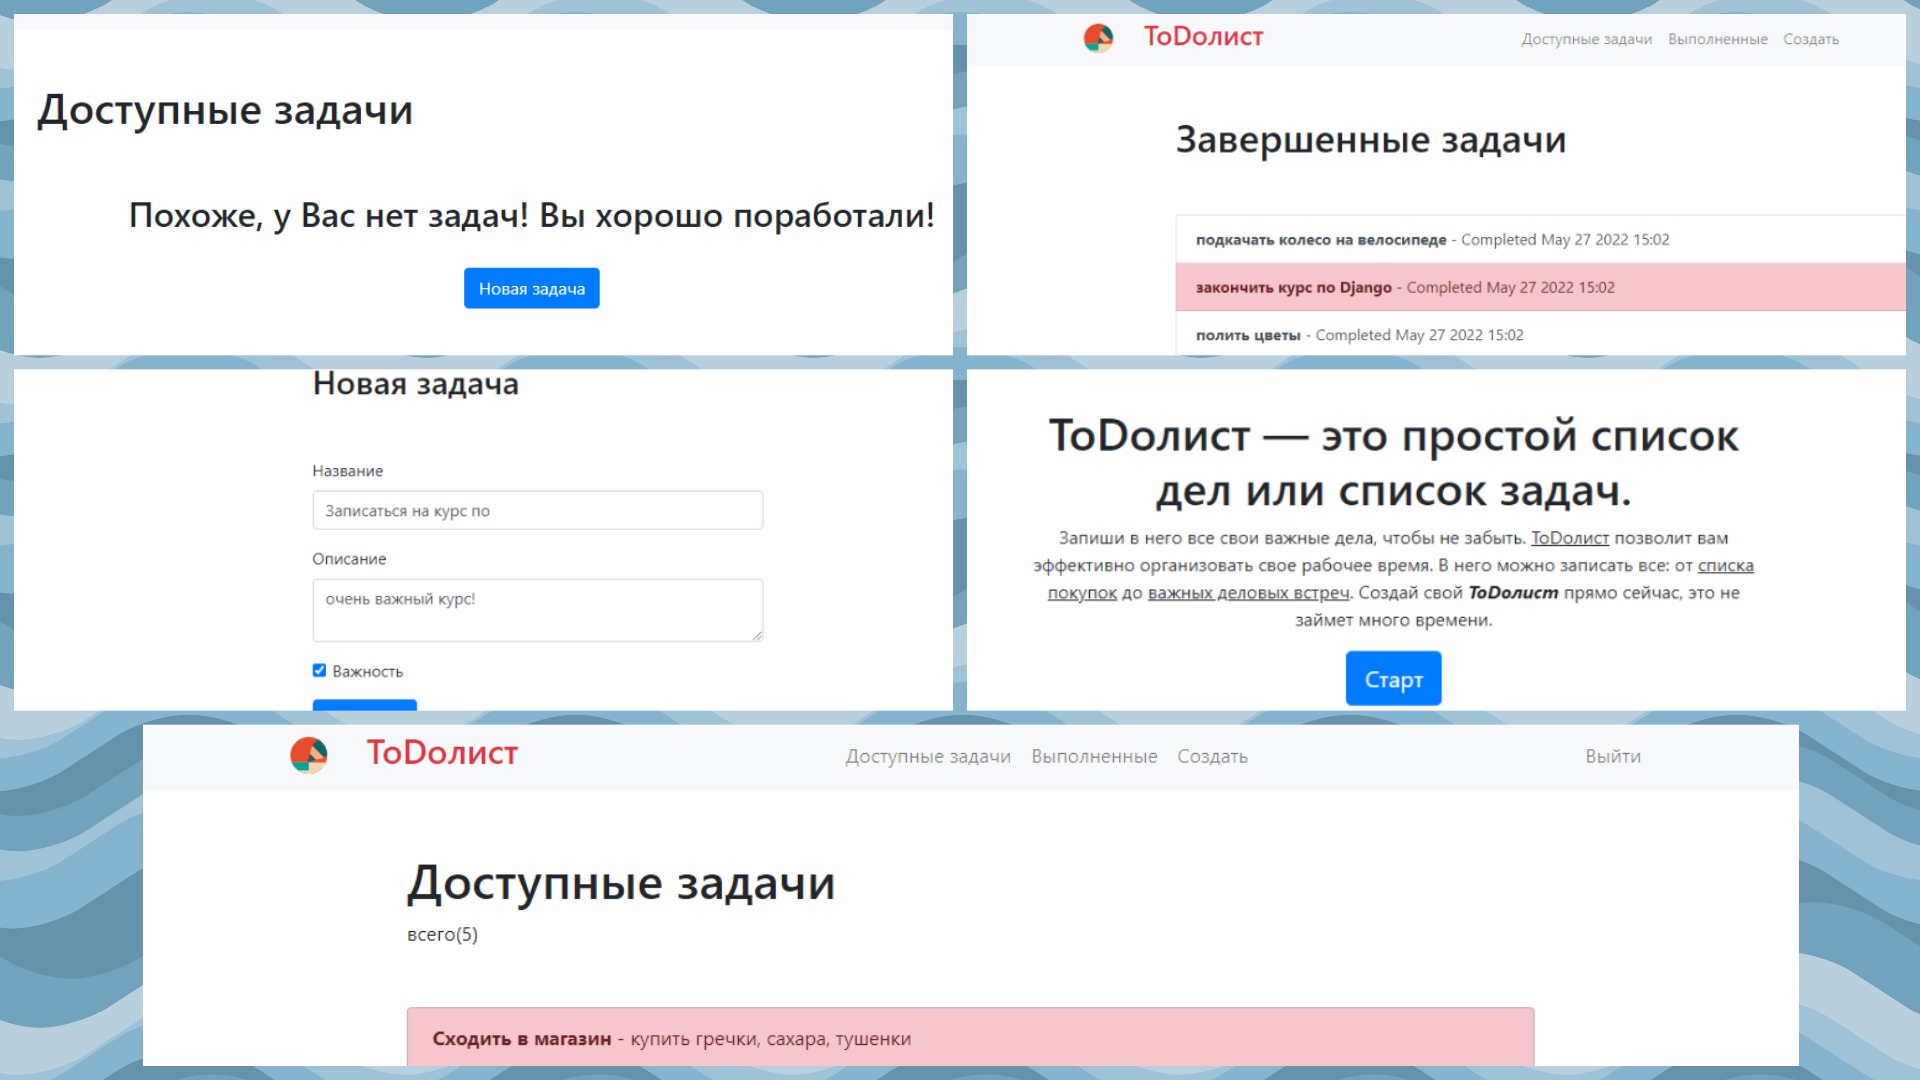 Доступные задачи
Похоже, у Вас нет задач! Вы хорошо поработали!
Новая задача
ToDoлист
Доступные задачи Выполненные Создать
Завершенные задачи
подкачать колесо на велосипеде - Completed May 27 2022 15:02
закончить курс по Django - Completed May 27 2022 15:02
полить цветы - Completed May 27 2022 15:02
Новая задача
Название
Записаться на курс по
Описание
очень важный курс!
Важность
ToDoлист — это простой список
дел или список задач.
Запиши в него все свои важные дела, чтобы не забыть. ToDoлист позволит вам
эффективно организовать свое рабочее время. В него можно записать все: от списка
покупок до важных деловых встреч. Создай свой ToDoлист прямо сейчас, это не
займет много времени.
Старт
ToDoлист
Доступные задачи Выполненные Создать Выйти
Доступные задачи
всего(5)
Сходить в магазин - купить гречки, сахара, тушенки